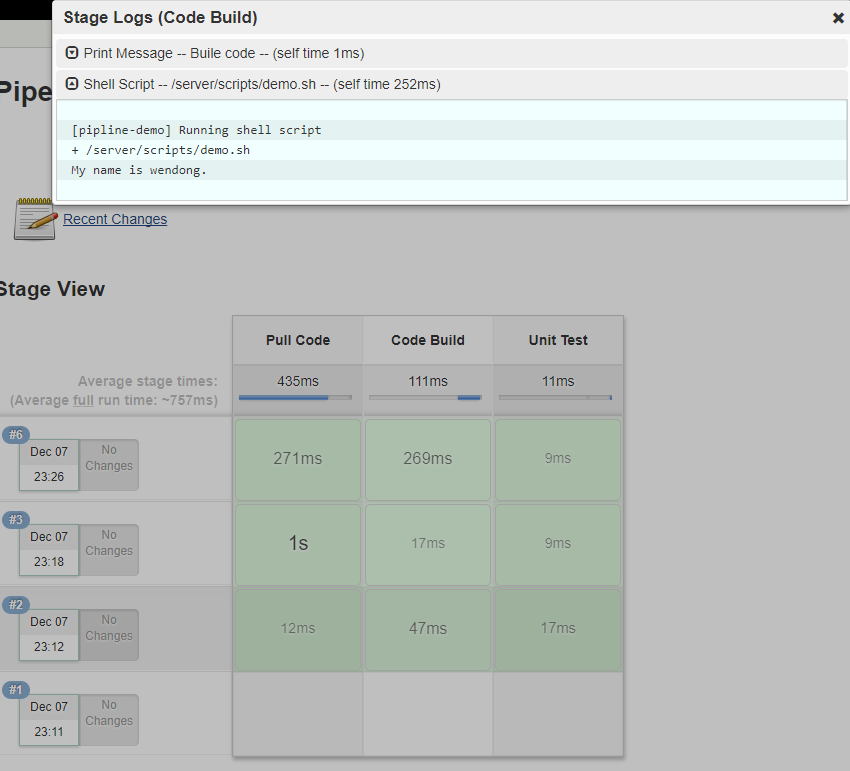 Stage Logs (Code Build)
Print Message -- Buile code -- (self time 1ms)
Shell Script -- /server/scripts/demo.sh -- (self time 252ms)
[pipline-demo] Running shell script
+ /server/scripts/demo.sh
My name is wendong.
Pipe
Recent Changes
Stage View
Pull Code Code Build Unit Test
Average stage times: 435ms 111ms 11ms
(Average full run time: ~757ms)
#6
Dec 07 No
23:26 Changes 271ms 269ms 9ms
#3
Dec 07 No
23:18 Changes 1s 17ms 9ms
#2
Dec 07 No
23:12 Changes 12ms 47ms 17ms
#1
Dec 07 No
23:11 Changes